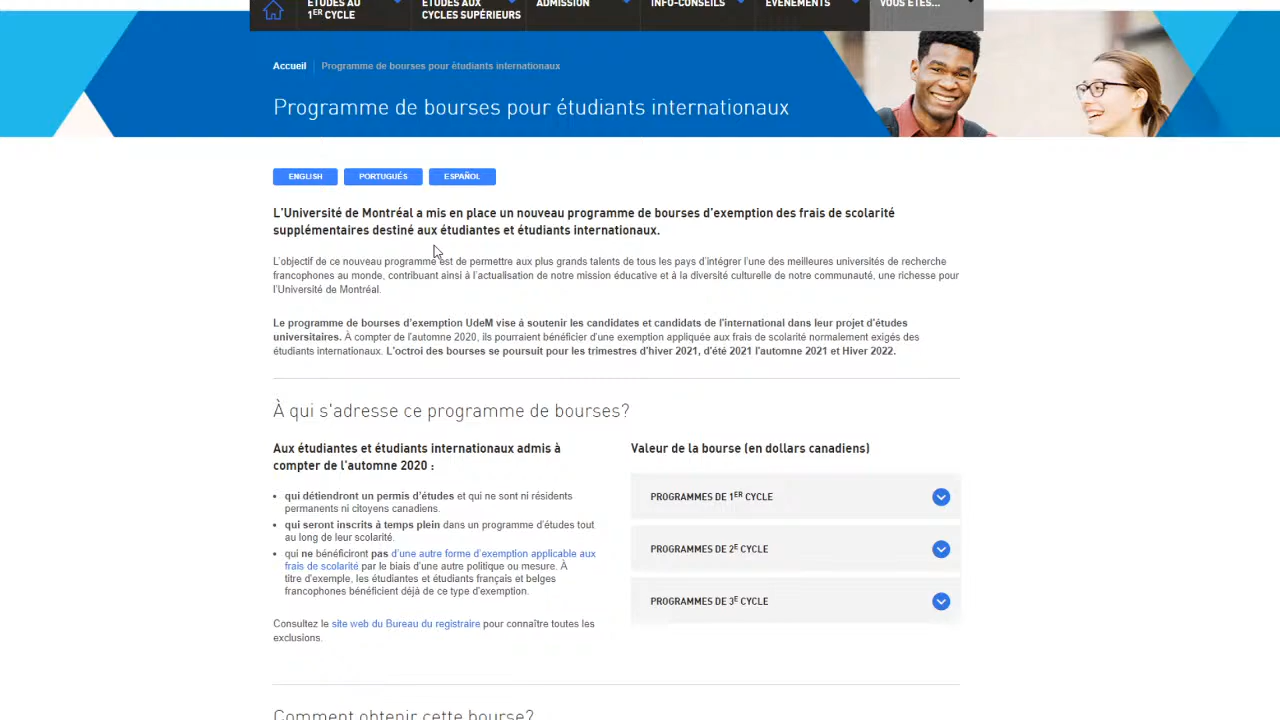 ÉTUDES AU
1ER CYCLE
ÉTUDES AUX
CYCLES SUPÉRIEURS
ADMISSION
INFO-CONSEILS
ÉVÉNEMENTS
VOUS ÊTES...
Accueil
Programme de bourses pour étudiants internationaux
Programme de bourses pour étudiants internationaux
ENGLISH
PORTUGUÉS
ESPAÑOL
L'Université de Montréal a mis en place un nouveau programme de bourses d'exemption des frais de scolarité
supplémentaires destiné aux étudiantes et étudiants internationaux.
L'objectif de ce nouveau programme est de permettre aux plus grands talents de tous les pays d'intégrer l'une des meilleures universités de recherche
francophones au monde, contribuant ainsi à l'actualisation de notre mission éducative et à la diversité culturelle de notre communauté, une richesse pour
l'Université de Montréal.
Le programme de bourses d'exemption UdeM vise à soutenir les candidates et candidats de l'international dans leur projet d'études
universitaires. À compter de l'automne 2020, ils pourraient bénéficier d'une exemption appliquée aux frais de scolarité normalement exigés des
étudiants internationaux. L'octroi des bourses se poursuit pour les trimestres d'hiver 2021, d'été 2021 l'automne 2021 et Hiver 2022.
À qui s'adresse ce programme de bourses?
Aux étudiantes et étudiants internationaux admis à
compter de l'automne 2020 :
• qui détiendront un permis d'études et qui ne sont ni résidents
permanents ni citoyens canadiens.
• qui seront inscrits à temps plein dans un programme d'études tout
au long de leur scolarité.
• qui ne bénéficiront pas d'une autre forme d'exemption applicable aux
frais de scolarité par le biais d'une autre politique ou mesure. À
titre d'exemple, les étudiantes et étudiants français et belges
francophones bénéficient déjà de ce type d'exemption.
Consultez le site web du Bureau du registraire pour connaître toutes les
exclusions.
Valeur de la bourse (en dollars canadiens)
PROGRAMMES DE 1ER CYCLE
PROGRAMMES DE 2E CYCLE
PROGRAMMES DE 3E CYCLE
Comment obtenir cette bourse?